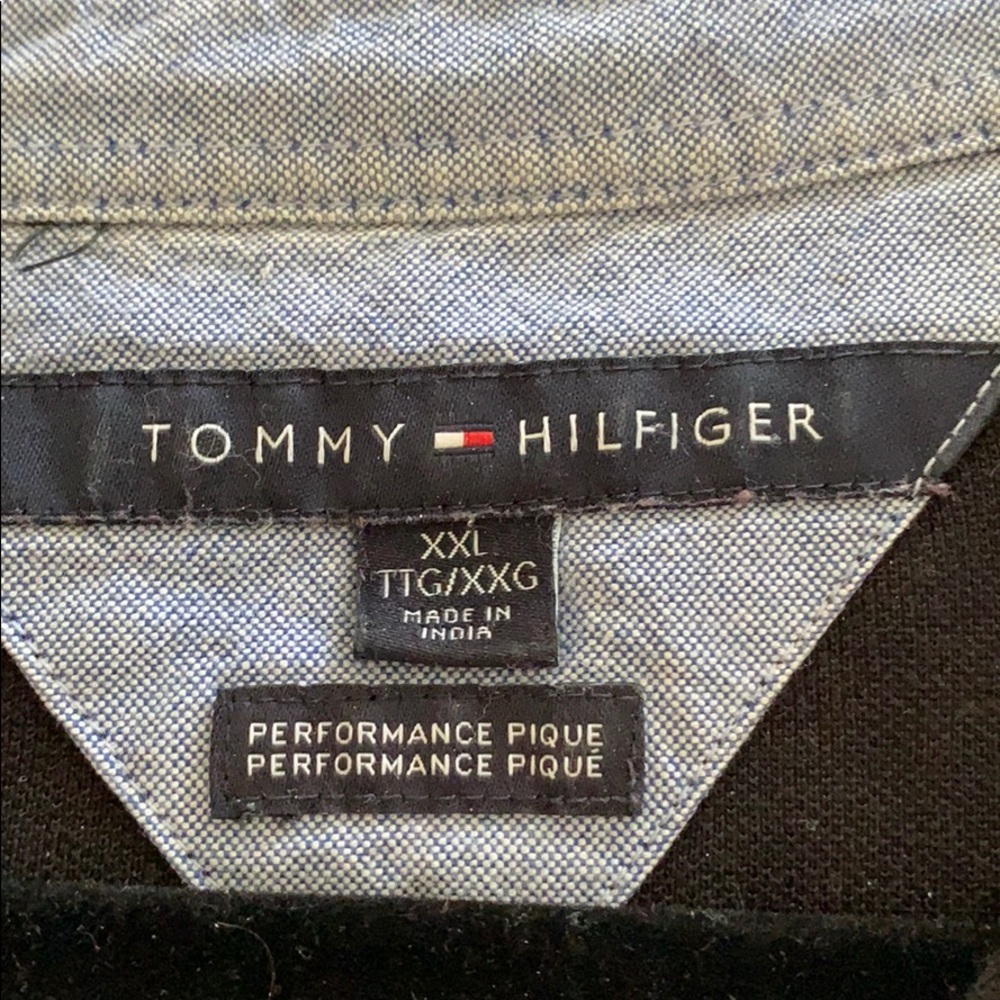 TOMMY HILFIGER
XXL
TTG/XXG
MADE IN
INDIA
PERFORMANCE PIQUE
PERFORMANCE PIQUÉ